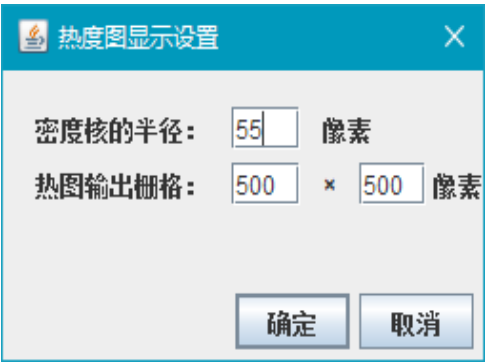 热度图显示设置
密度核的半径： 55 像素
热图输出栅格： 500 × 500 像素
确定 取消